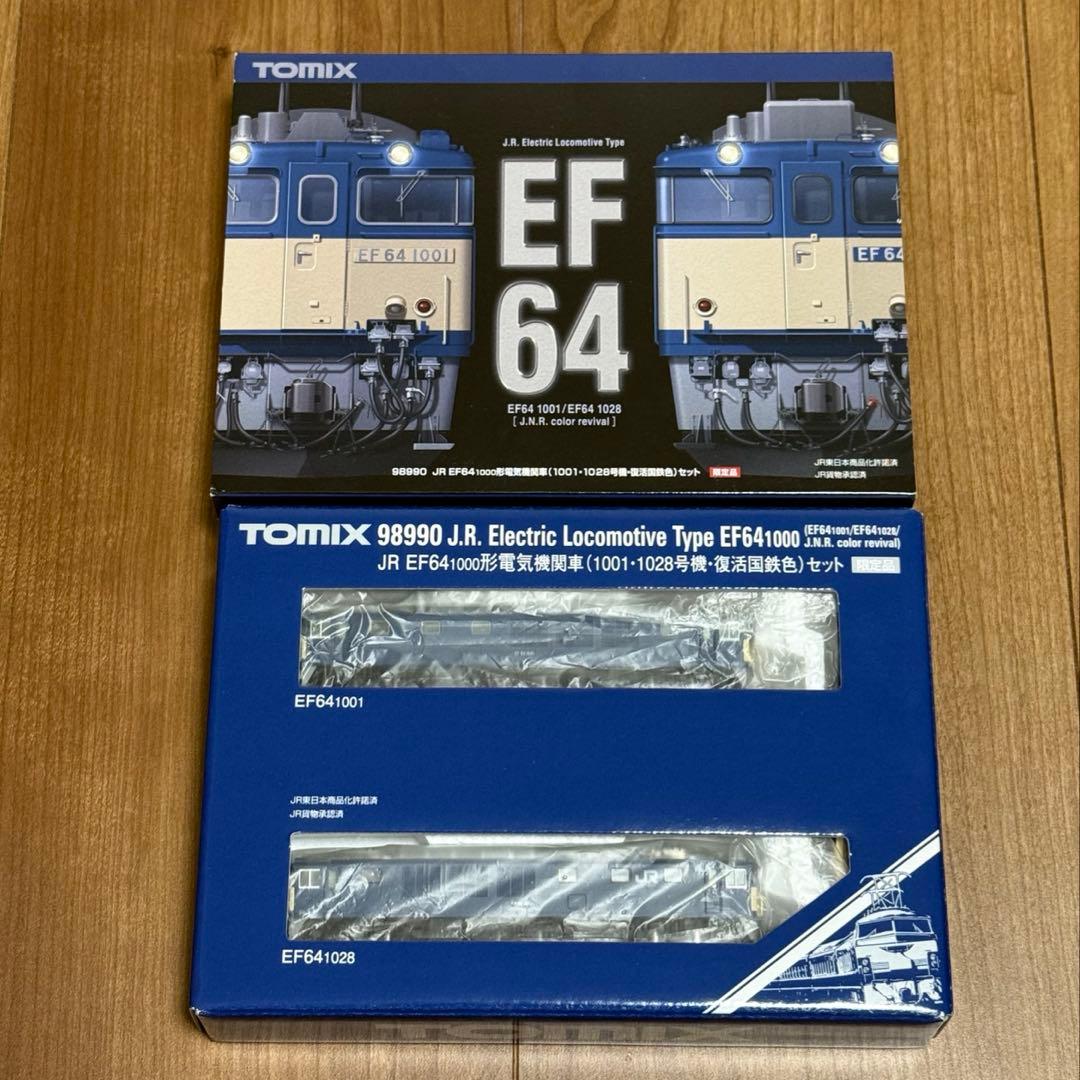 TOMIX
J.R. Electric Locomotive Type
EF
64
EF 64 1001
EF 64
EF64 1001/EF64 1028
[ J.N.R. color revival ]
98990 JR EF641000形電気機関車(1001・1028号機・復活国鉄色)セット 限定品
JR東日本商品化許諾済
JR貨物承認済
TOMIX 98990 J.R. Electric Locomotive Type EF641000 (EF641001/EF641028/
J.N.R. color revival)
JR EF641000形電気機関車(1001・1028号機・復活国鉄色)セット 限定品
EF641001
JR東日本商品化許諾済
JR貨物承認済
JR
EF641028
TOMIX